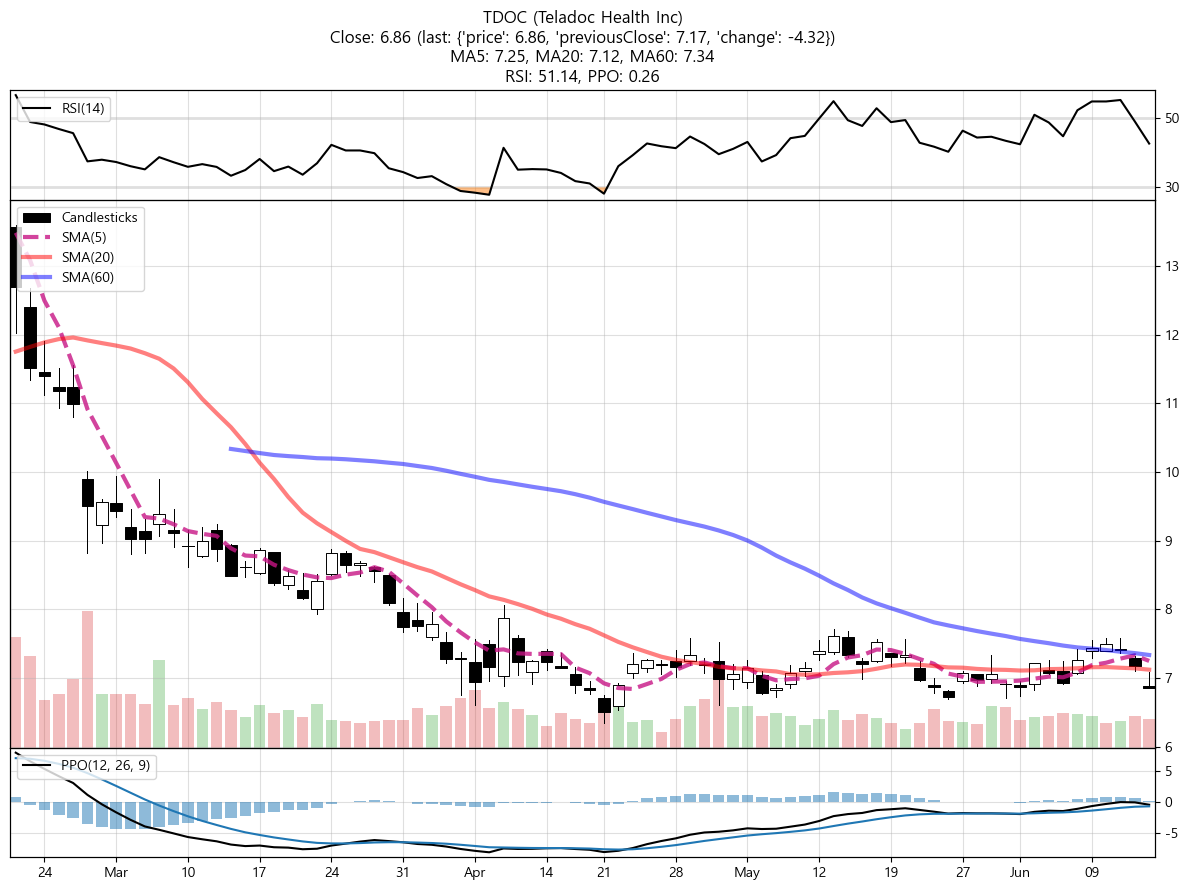 TDOC (Teladoc Health Inc)
Close: 6.86 (last: {'price': 6.86, 'previousClose': 7.17, 'change': -4.32})
MA5: 7.25, MA20: 7.12, MA60: 7.34
RSI: 51.14, PPO: 0.26
RSI(14)
50
30
Candlesticks
SMA(5)
SMA(20)
SMA(60)
13
12
11
10
9
8
7
6
PPO(12, 26, 9)
5
0
-5
24 Mar 10 17 24 31 Apr 14 21 28 May 12 19 27 Jun 09